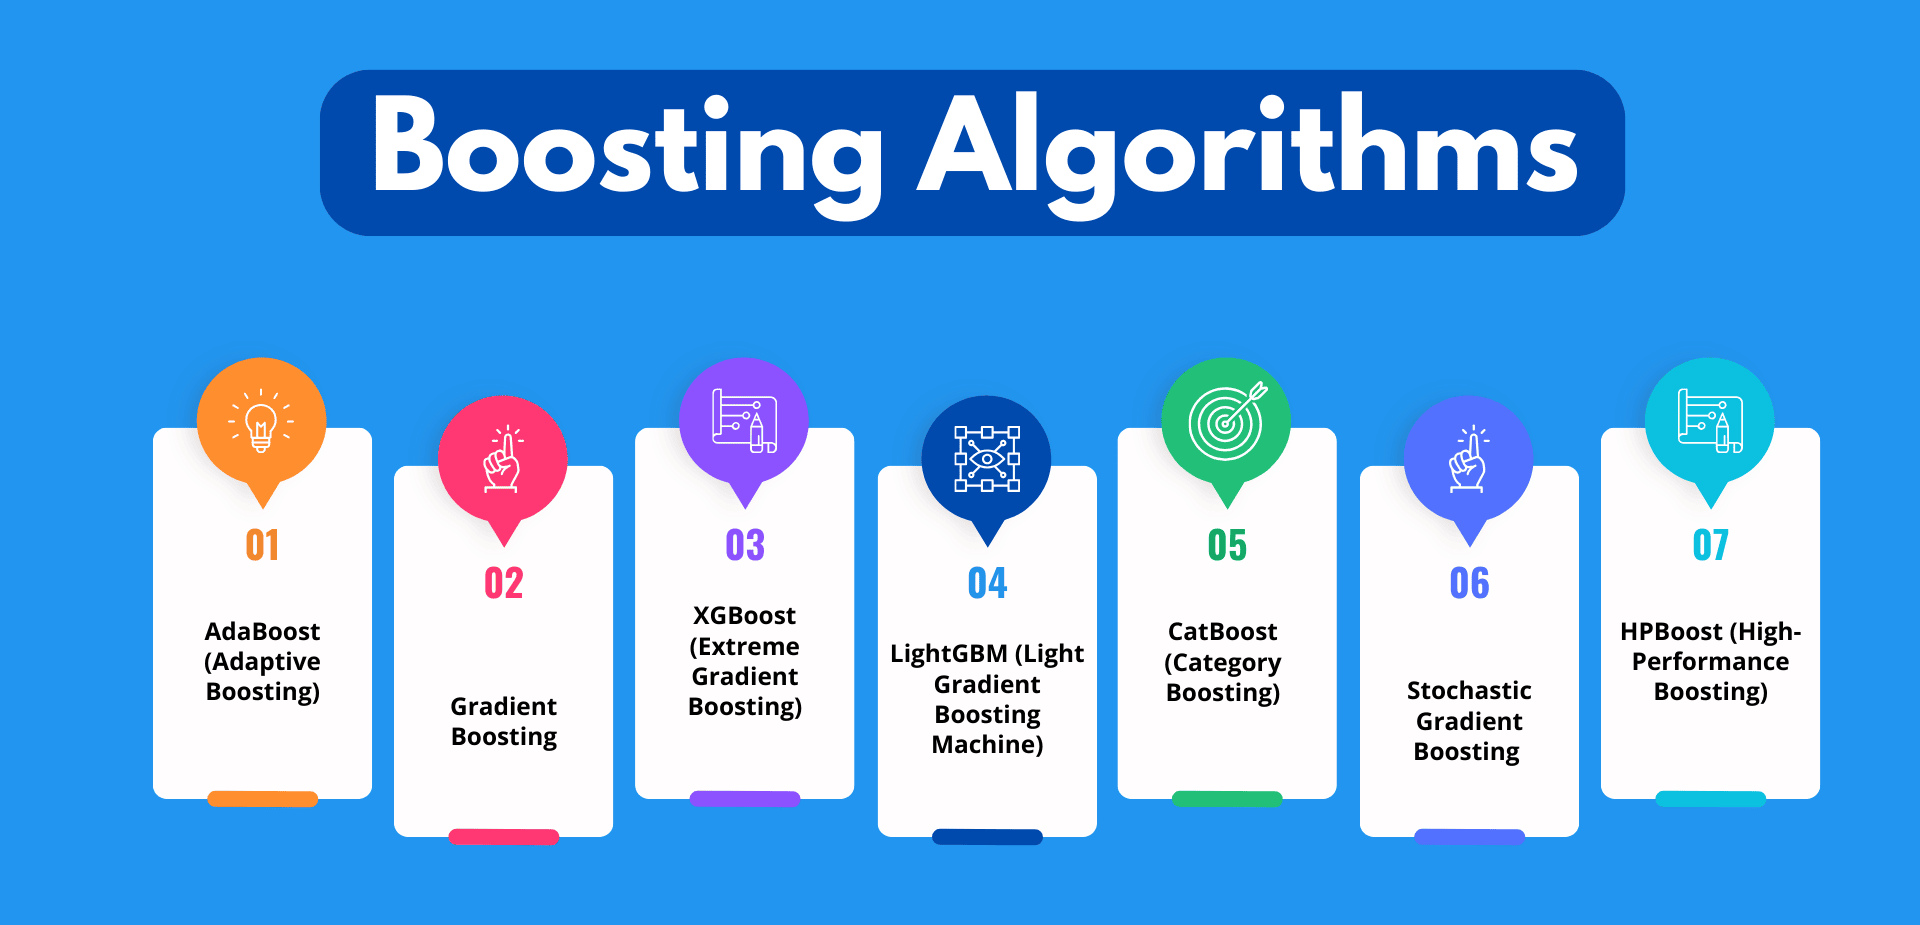 Boosting Algorithms
01
AdaBoost
(Adaptive
Boosting)
02
Gradient
Boosting
03
XGBoost
(Extreme
Gradient
Boosting)
04
LightGBM (Light
Gradient
Boosting
Machine)
05
CatBoost
(Category
Boosting)
06
Stochastic
Gradient
Boosting
07
HPBoost (High-
Performance
Boosting)